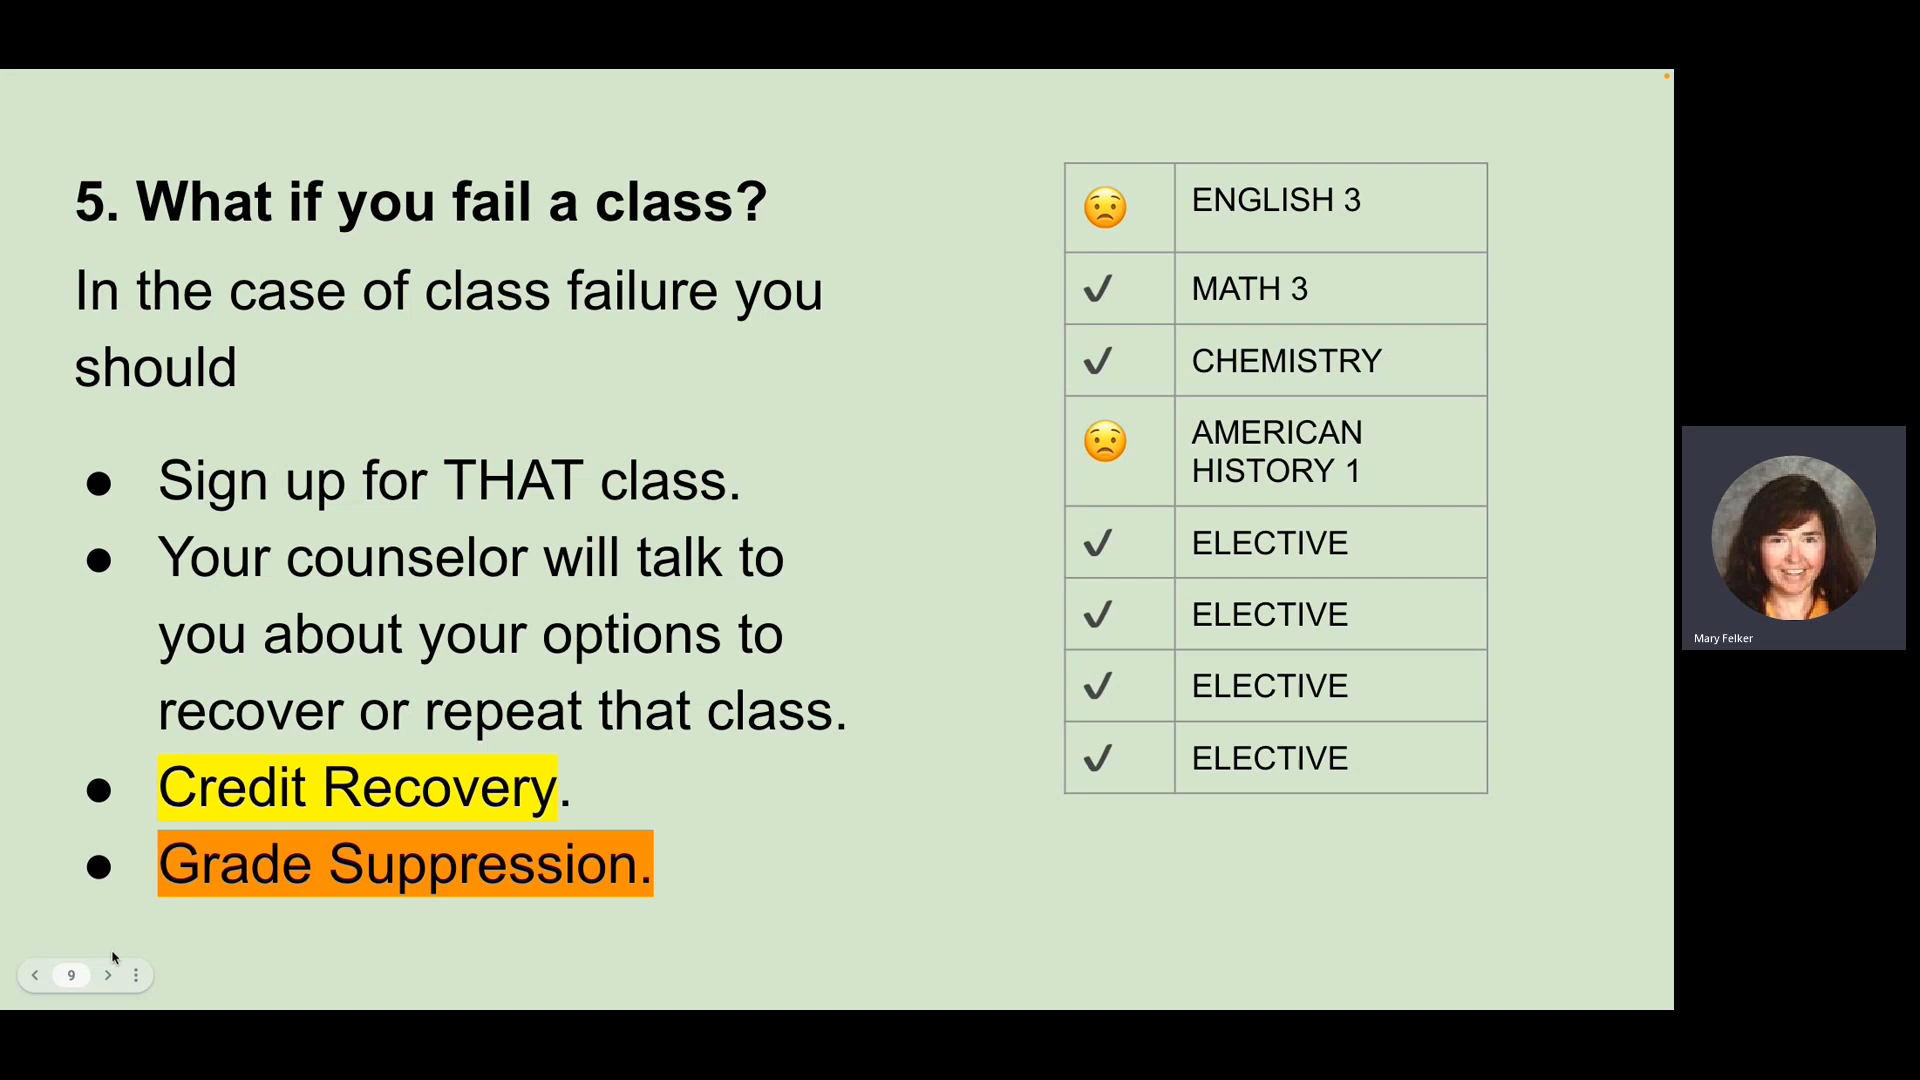 5. What if you fail a class?
In the case of class failure you
should
● Sign up for THAT class.
● Your counselor will talk to
you about your options to
recover or repeat that class.
● Credit Recovery.
● Grade Suppression.
😟 ENGLISH 3
✓ MATH 3
✓ CHEMISTRY
😟 AMERICAN
HISTORY 1
✓ ELECTIVE
✓ ELECTIVE
✓ ELECTIVE
✓ ELECTIVE
Mary Felker
9